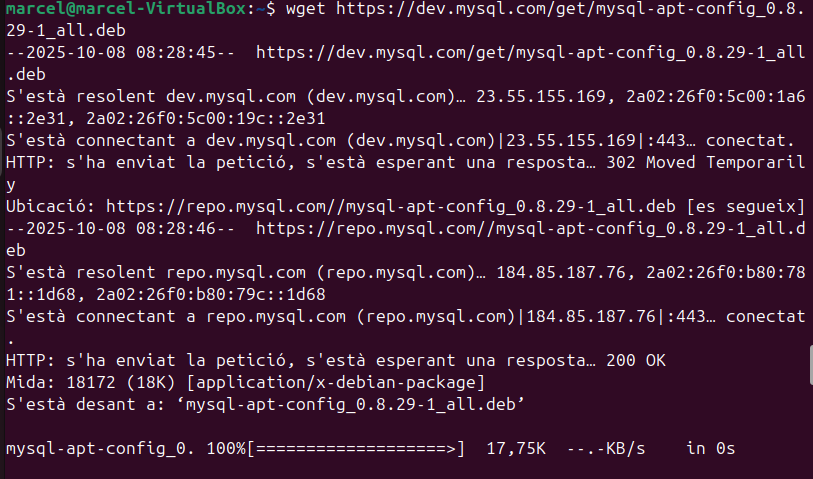 marcel@marcel-VirtualBox:~$ wget https://dev.mysql.com/get/mysql-apt-config_0.8.
29-1_all.deb
--2025-10-08 08:28:45--  https://dev.mysql.com/get/mysql-apt-config_0.8.29-1_all
.deb
S'està resolent dev.mysql.com (dev.mysql.com)… 23.55.155.169, 2a02:26f0:5c00:1a6
::2e31, 2a02:26f0:5c00:19c::2e31
S'està connectant a dev.mysql.com (dev.mysql.com)|23.55.155.169|:443… conectat.
HTTP: s'ha enviat la petició, s'està esperant una resposta… 302 Moved Temporaril
y
Ubicació: https://repo.mysql.com//mysql-apt-config_0.8.29-1_all.deb [es segueix]
--2025-10-08 08:28:46--  https://repo.mysql.com//mysql-apt-config_0.8.29-1_all.d
eb
S'està resolent repo.mysql.com (repo.mysql.com)… 184.85.187.76, 2a02:26f0:b80:78
1::1d68, 2a02:26f0:b80:79c::1d68
S'està connectant a repo.mysql.com (repo.mysql.com)|184.85.187.76|:443… conectat
.
HTTP: s'ha enviat la petició, s'està esperant una resposta… 200 OK
Mida: 18172 (18K) [application/x-debian-package]
S'està desant a: ‘mysql-apt-config_0.8.29-1_all.deb’
mysql-apt-config_0. 100%[===================>]  17,75K  --.-KB/s    in 0s